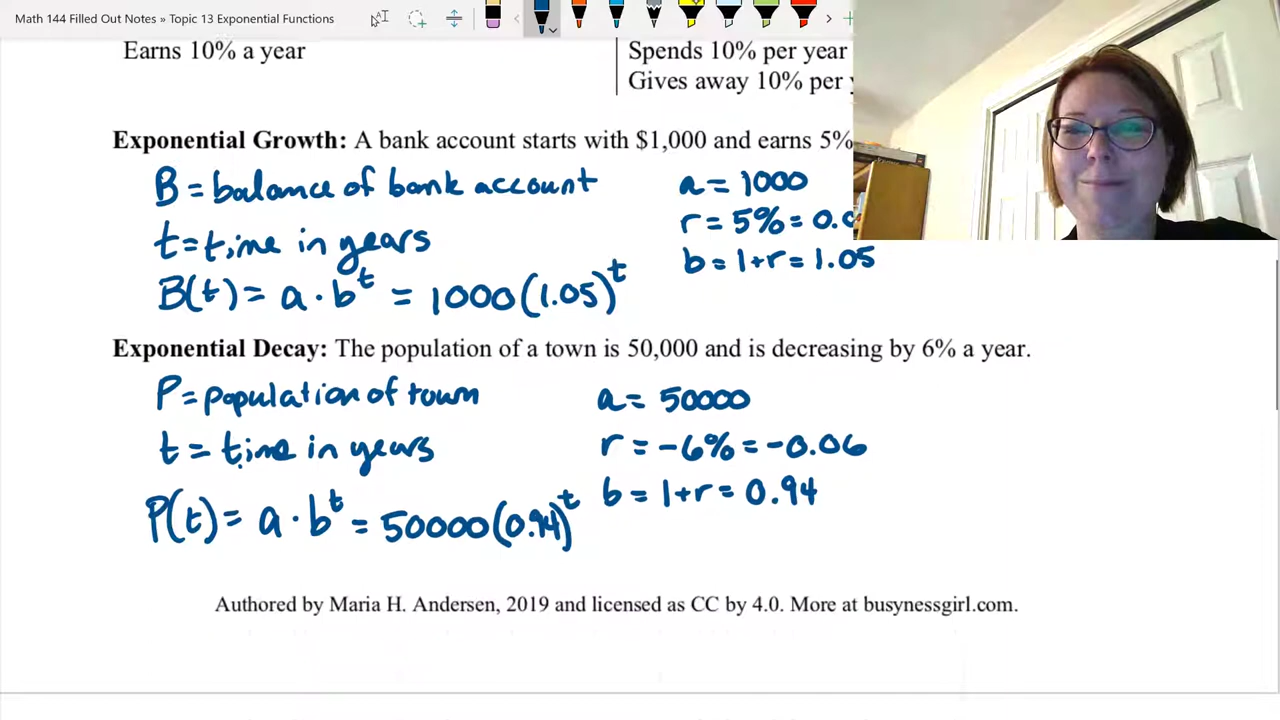 Math 144 Filled Out Notes » Topic 13 Exponential Functions
Earns 10% a year
Spends 10% per year
Gives away 10% per
Exponential Growth: A bank account starts with $1,000 and earns 5%
B = balance of bank account
a = 1000
t = time in years
r = 5% = 0.0
b = 1+r = 1.05
B(t) = a · b^t = 1000(1.05)^t
Exponential Decay: The population of a town is 50,000 and is decreasing by 6% a year.
P = population of town
a = 50000
t = time in years
r = -6% = -0.06
b = 1+r = 0.94
P(t) = a · b^t = 50000(0.94)^t
Authored by Maria H. Andersen, 2019 and licensed as CC by 4.0. More at busynessgirl.com.